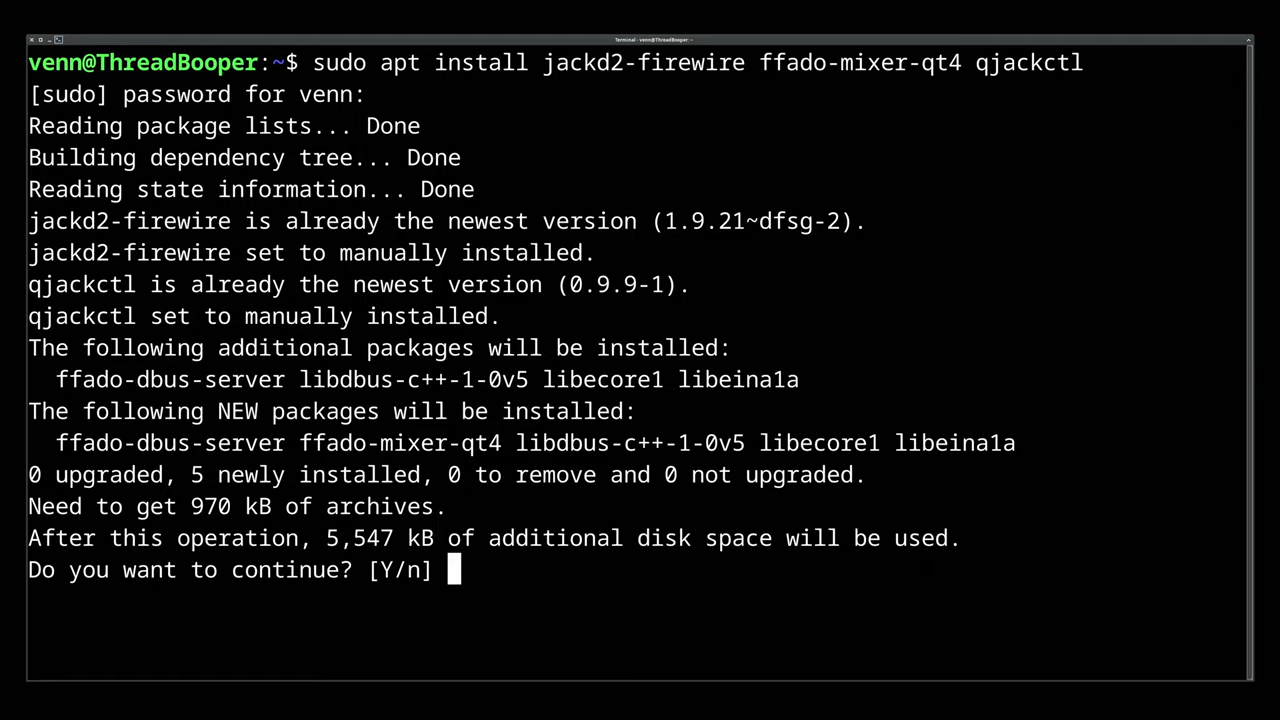 Terminal - venn@ThreadBooper: ~
venn@ThreadBooper:~$ sudo apt install jackd2-firewire ffado-mixer-qt4 qjackctl
[sudo] password for venn:
Reading package lists... Done
Building dependency tree... Done
Reading state information... Done
jackd2-firewire is already the newest version (1.9.21~dfsg-2).
jackd2-firewire set to manually installed.
qjackctl is already the newest version (0.9.9-1).
qjackctl set to manually installed.
The following additional packages will be installed:
  ffado-dbus-server libdbus-c++-1-0v5 libecore1 libeina1a
The following NEW packages will be installed:
  ffado-dbus-server ffado-mixer-qt4 libdbus-c++-1-0v5 libecore1 libeina1a
0 upgraded, 5 newly installed, 0 to remove and 0 not upgraded.
Need to get 970 kB of archives.
After this operation, 5,547 kB of additional disk space will be used.
Do you want to continue? [Y/n]